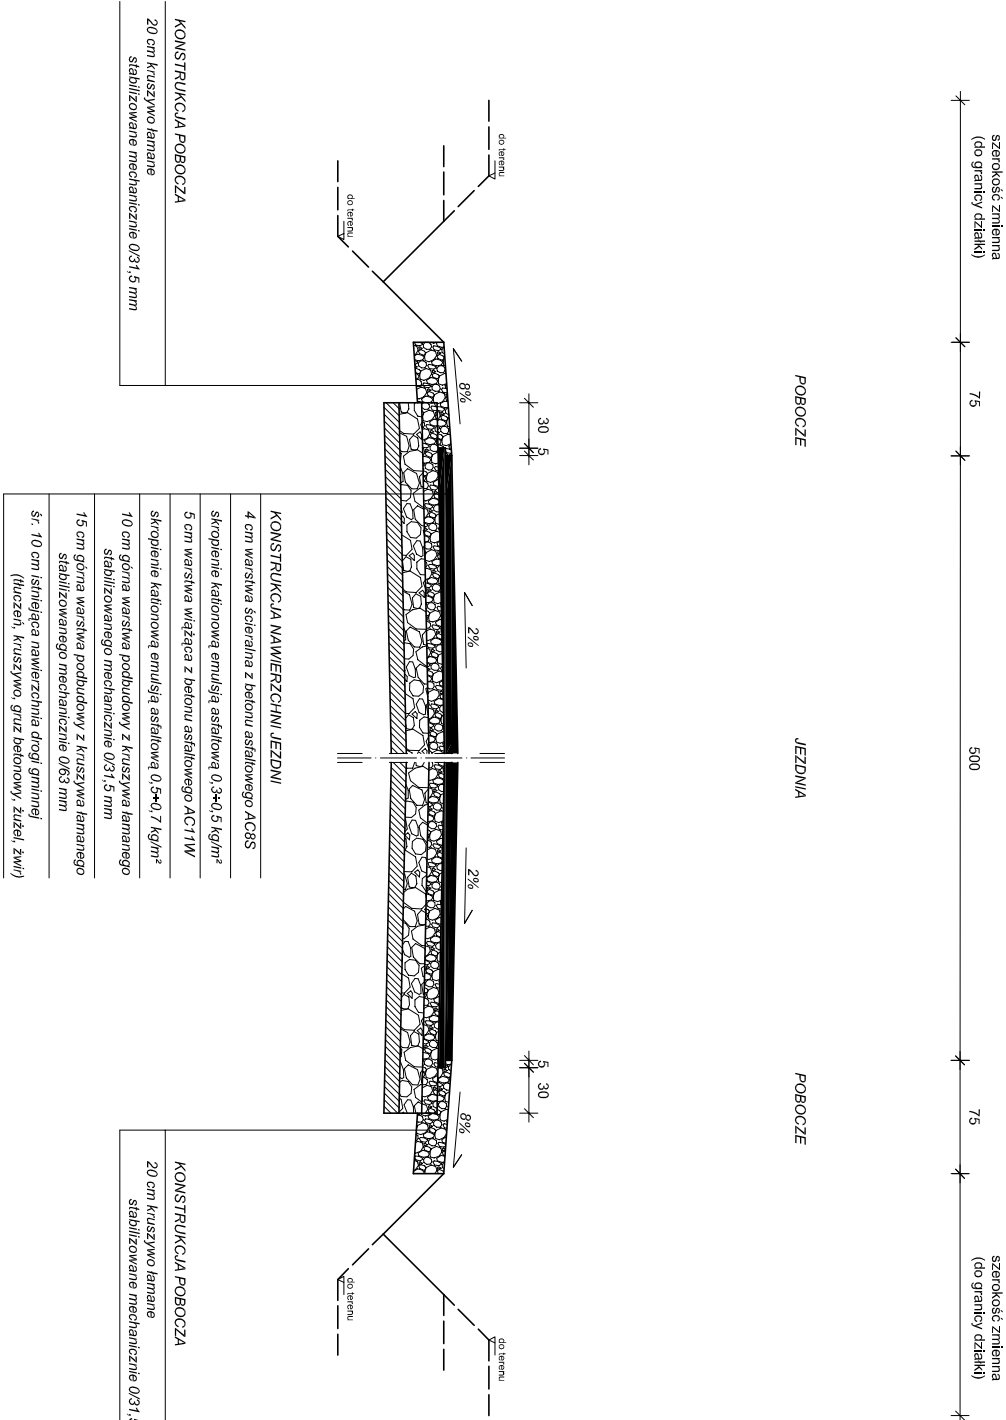 szerokość zmienna
(do granicy działki)
75
500
75
szerokość zmienna
(do granicy działki)
POBOCZE
JEZDNIA
POBOCZE
30
5
5
30
do terenu
do terenu
8%
2%
2%
8%
do terenu
do terenu
KONSTRUKCJA POBOCZA
20 cm kruszywo łamane
stabilizowane mechanicznie 0/31,5 mm
KONSTRUKCJA NAWIERZCHNI JEZDNI
4 cm warstwa ścieralna z betonu asfaltowego AC8S
skropienie kationową emulsją asfaltową 0,3÷0,5 kg/m²
5 cm warstwa wiążąca z betonu asfaltowego AC11W
skropienie kationową emulsją asfaltową 0,5÷0,7 kg/m²
10 cm górna warstwa podbudowy z kruszywa łamanego
stabilizowanego mechanicznie 0/31,5 mm
15 cm górna warstwa podbudowy z kruszywa łamanego
stabilizowanego mechanicznie 0/63 mm
śr. 10 cm istniejąca nawierzchnia drogi gminnej
(tłuczeń, kruszywo, gruz betonowy, żużel, żwir)
KONSTRUKCJA POBOCZA
20 cm kruszywo łamane
stabilizowane mechanicznie 0/31,5